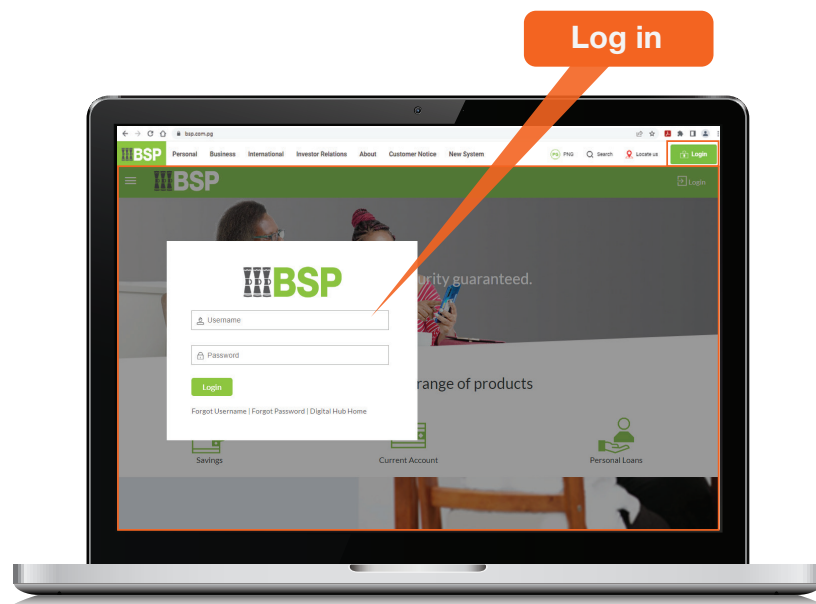 Log in
bsp.com.pg
BSP Personal Business International Investor Relations About Customer Notice New System PNG Search Locate us Login
BSP Login
urity guaranteed.
BSP
Username
Password
Login
range of products
Forgot Username | Forgot Password | Digital Hub Home
Savings Current Account Personal Loans